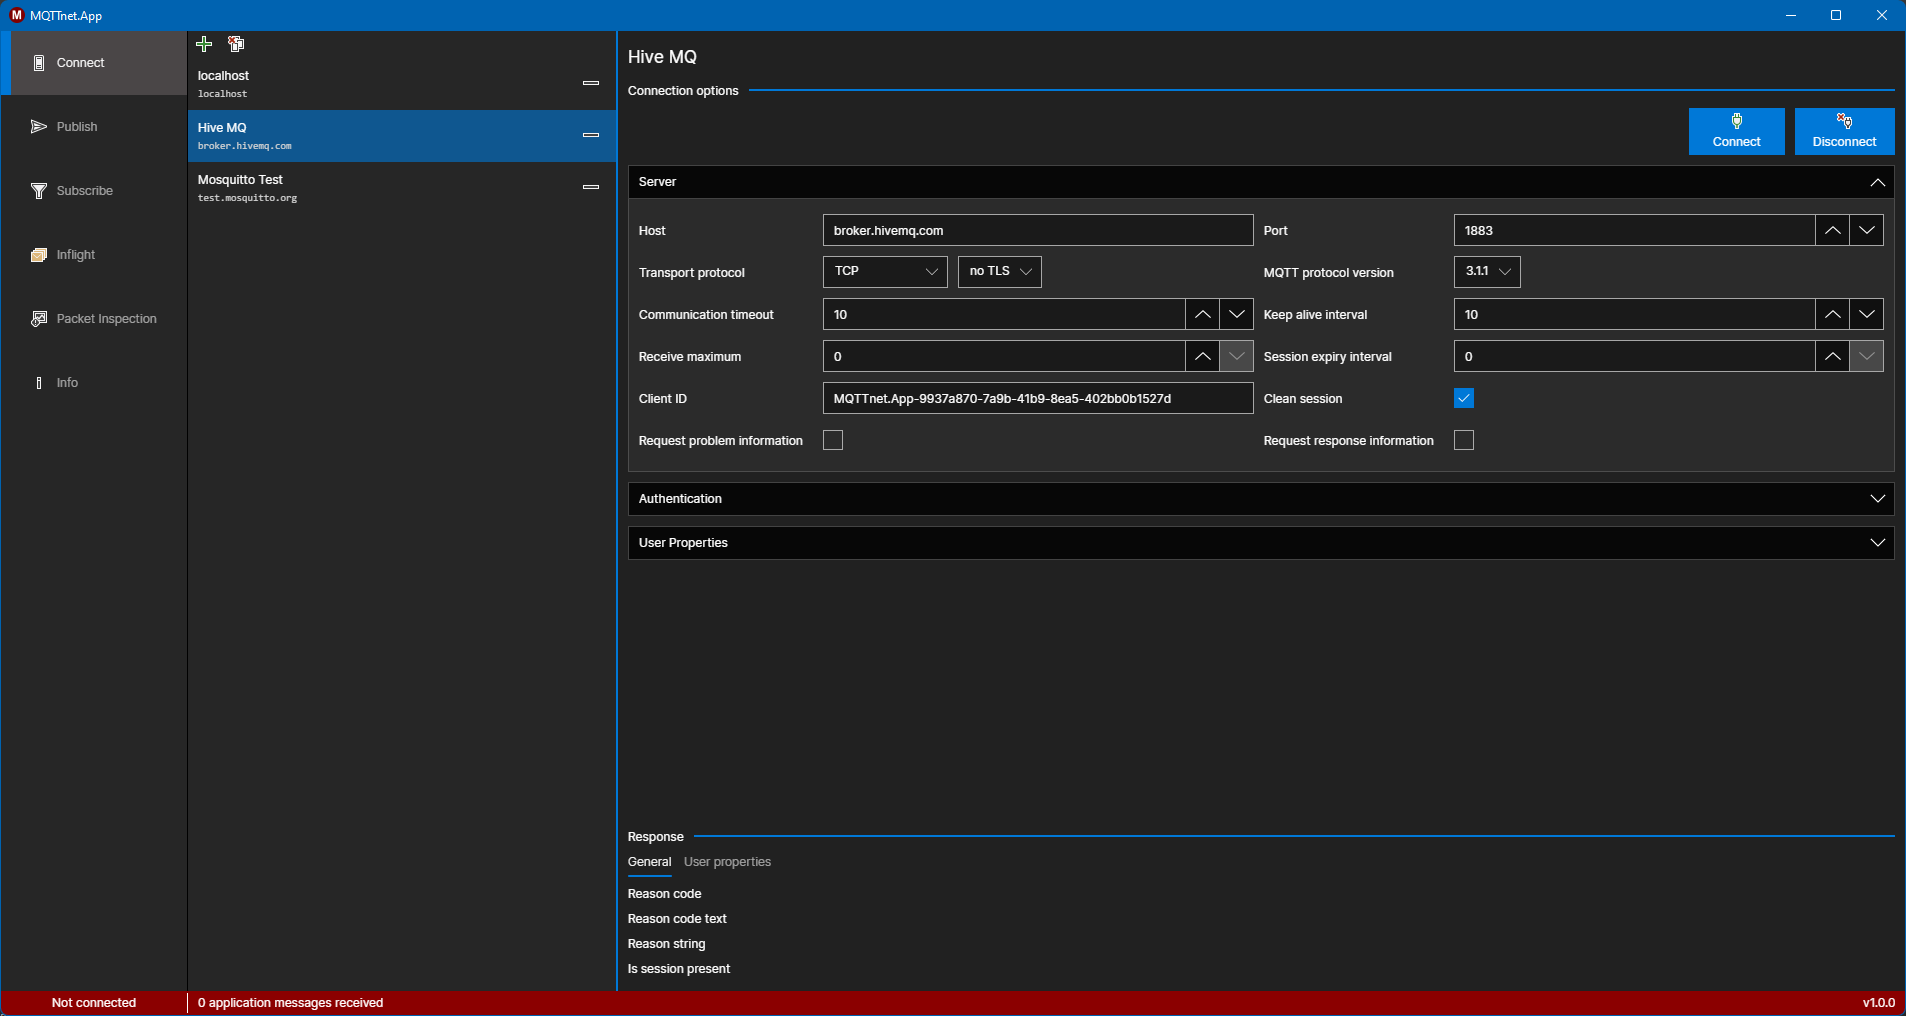 MQTTnet.App
Connect
Publish
Subscribe
Inflight
Packet Inspection
Info
localhost
localhost
Hive MQ
broker.hivemq.com
Mosquitto Test
test.mosquitto.org
Hive MQ
Connection options
Connect Disconnect
Server
Host broker.hivemq.com Port 1883
Transport protocol TCP no TLS MQTT protocol version 3.1.1
Communication timeout 10 Keep alive interval 10
Receive maximum 0 Session expiry interval 0
Client ID MQTTnet.App-9937a870-7a9b-41b9-8ea5-402bb0b1527d Clean session
Request problem information Request response information
Authentication
User Properties
Response
General User properties
Reason code
Reason code text
Reason string
Is session present
Not connected 0 application messages received v1.0.0